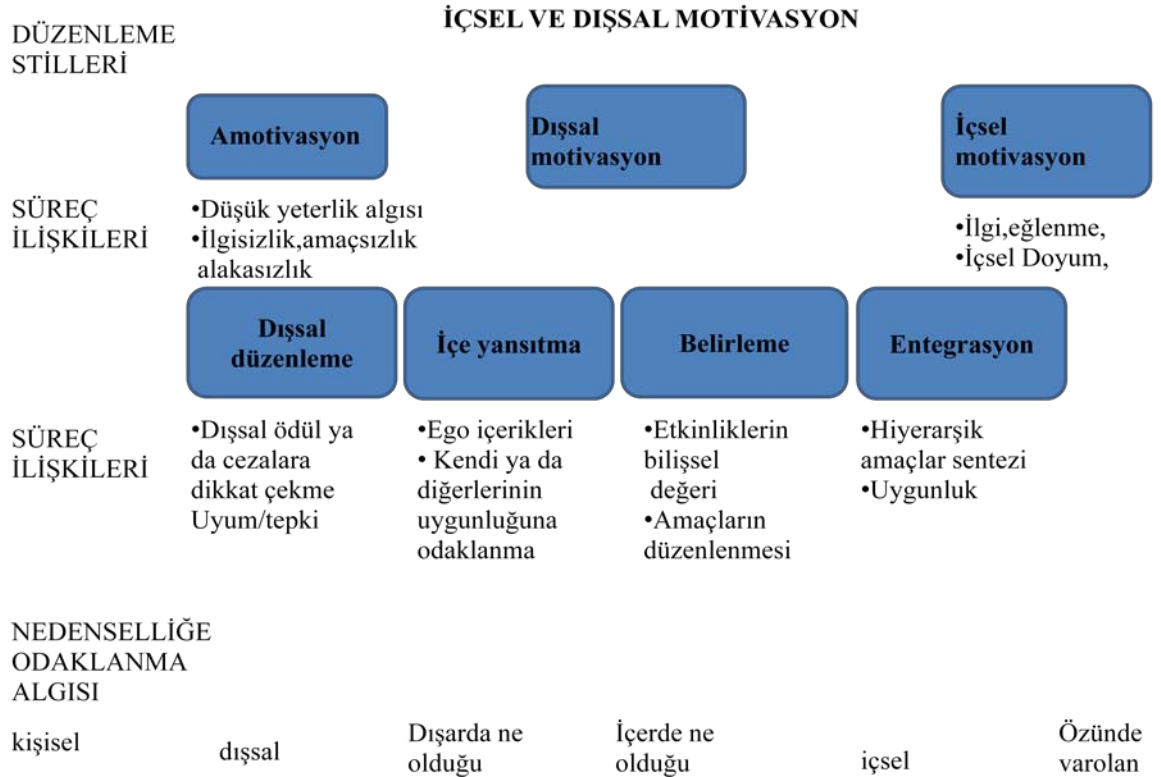 İÇSEL VE DIŞSAL MOTİVASYON
DÜZENLEME
STİLLERİ
Amotivasyon
Dışsal
motivasyon
İçsel
motivasyon
SÜREÇ
İLİŞKİLERİ
•Düşük yeterlik algısı
•İlgisizlik,amaçsızlık
alakasızlık
•İlgi,eğlenme,
•İçsel Doyum,
Dışsal
düzenleme
İçe yansıtma
Belirleme
Entegrasyon
SÜREÇ
İLİŞKİLERİ
•Dışsal ödül ya
da cezalara
dikkat çekme
Uyum/tepki
•Ego içerikleri
• Kendi ya da
diğerlerinin
uygunluğuna
odaklanma
•Etkinliklerin
bilişsel
değeri
•Amaçların
düzenlenmesi
•Hiyerarşik
amaçlar sentezi
•Uygunluk
NEDENSELLİĞE
ODAKLANMA
ALGISI
kişisel
dışsal
Dışarda ne
olduğu
İçerde ne
olduğu
içsel
Özünde
varolan